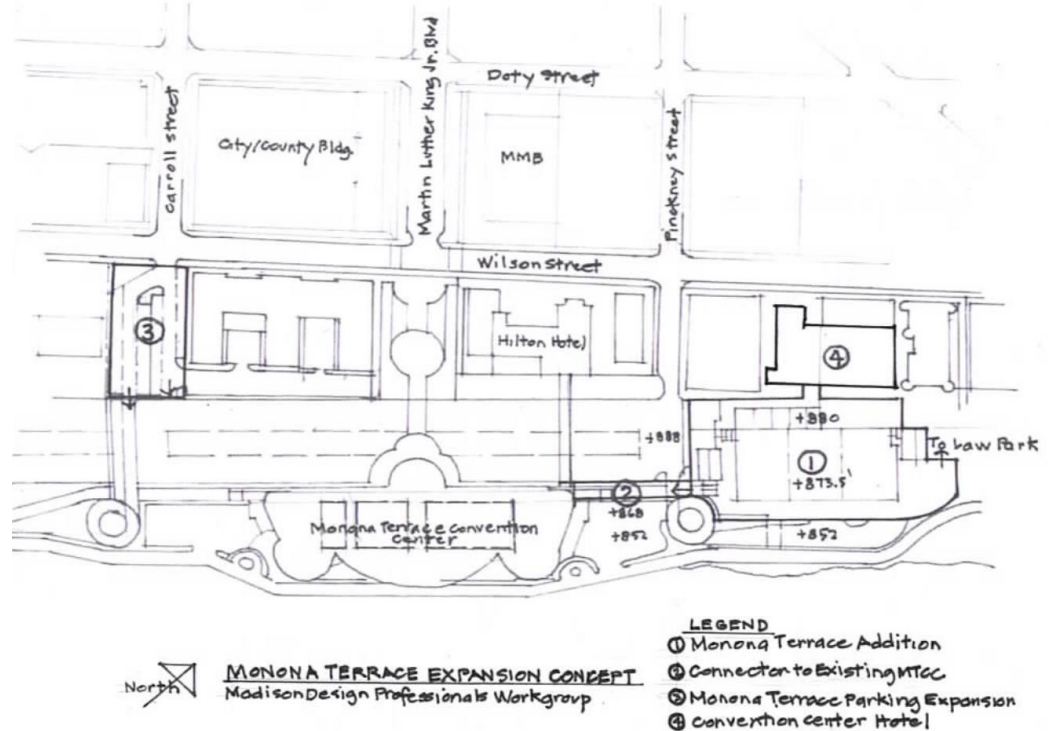 Doty Street
Carroll Street
City/County Bldg.
Martin Luther King Jr. Blvd
MMB
Pinckney Street
Wilson Street
③
Hilton Hotel
④
+888
+880
①
+873.5'
To Law Park
②
+868
+852
+852
Monona Terrace Convention
Center
LEGEND
① Monona Terrace Addition
② Connector to Existing MTCC
③ Monona Terrace Parking Expansion
④ Convention Center Hotel
North
MONONA TERRACE EXPANSION CONCEPT
Madison Design Professionals Workgroup